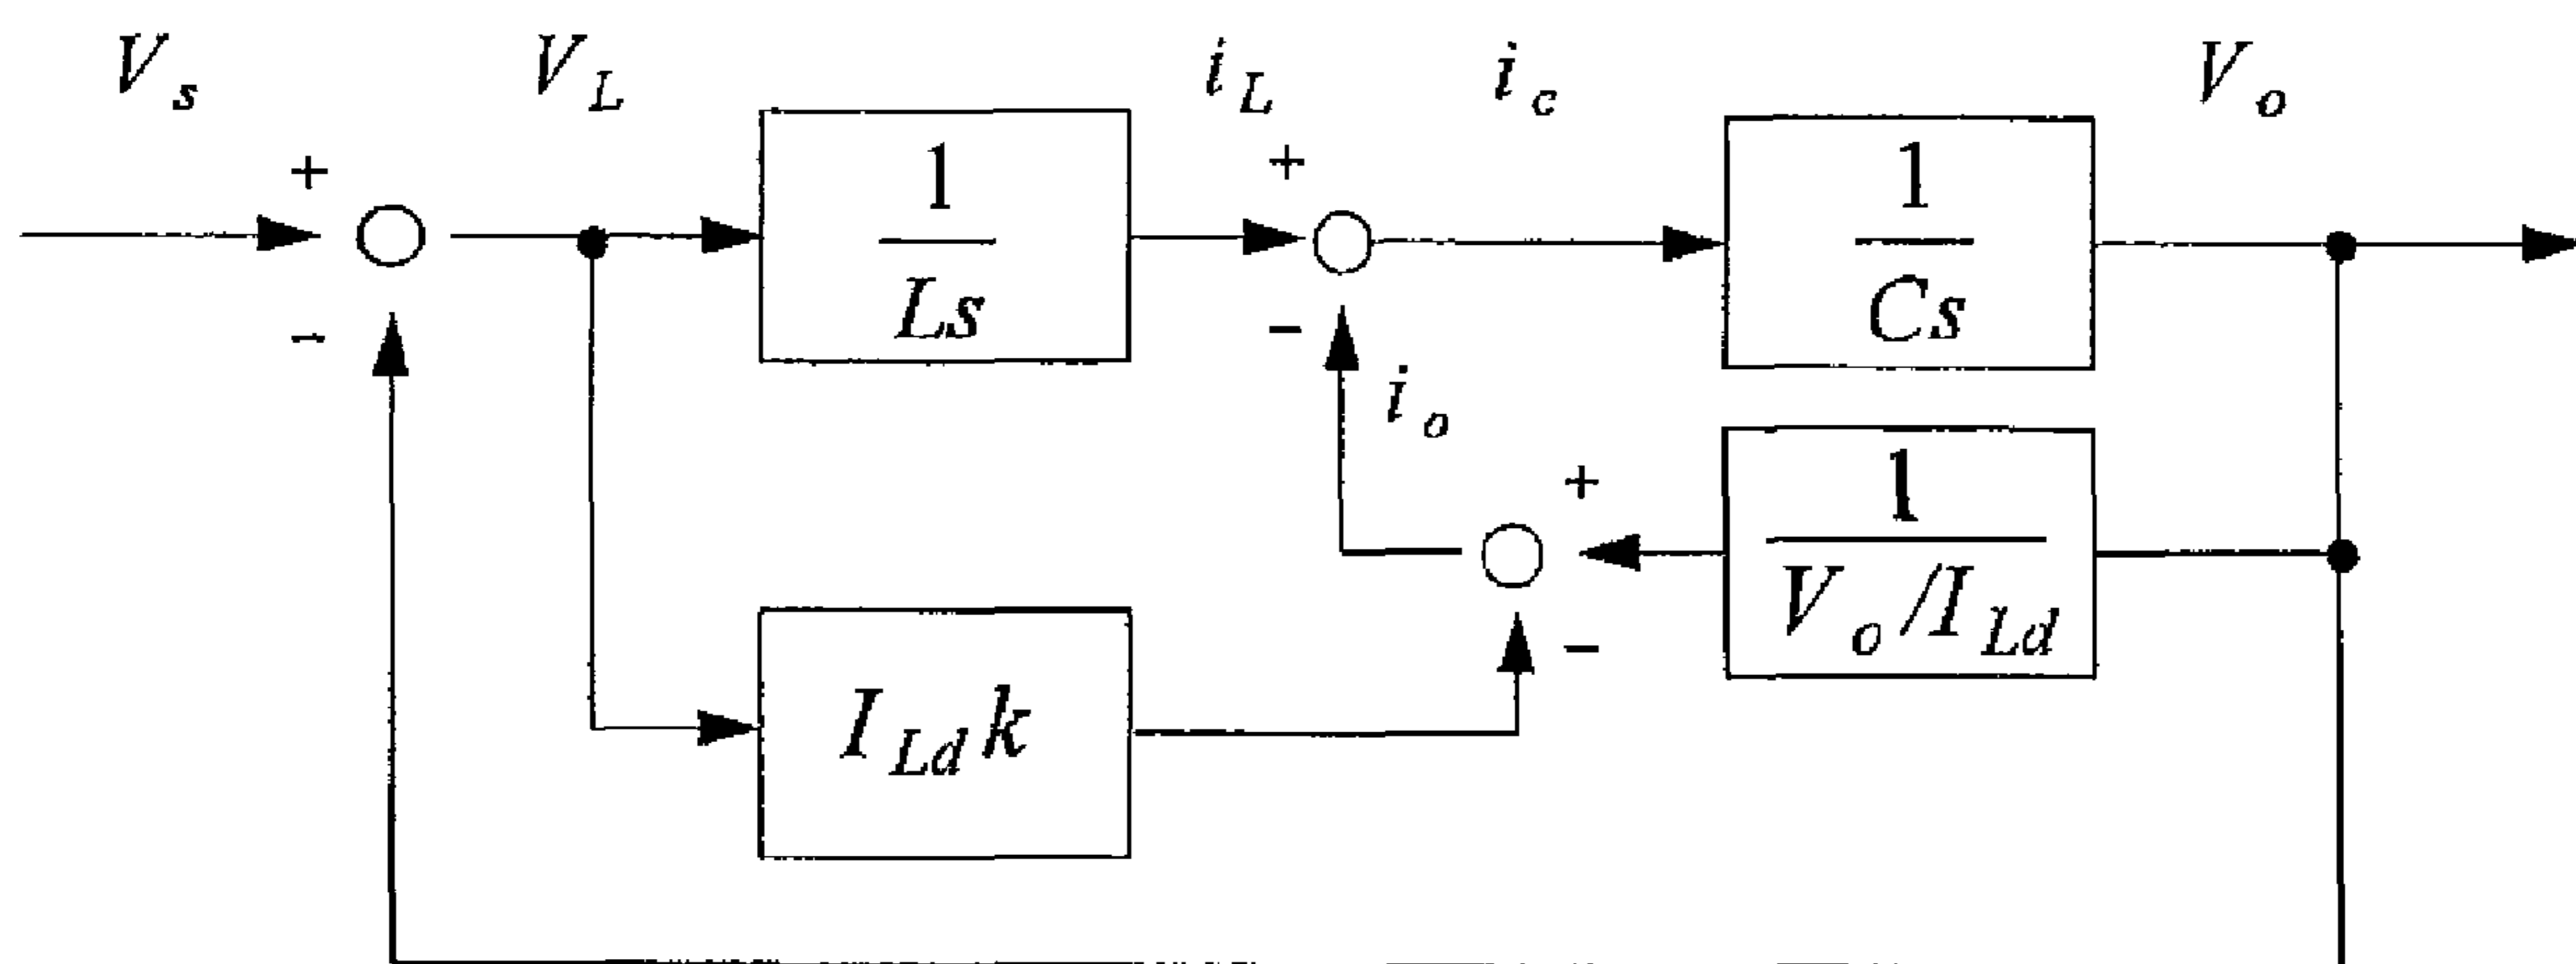 V_s
V_L
i_L
i_c
V_o
+
1
Ls
+
1
Cs
−
−
i_o
+
1
V_o/I_Ld
−
I_Ld k